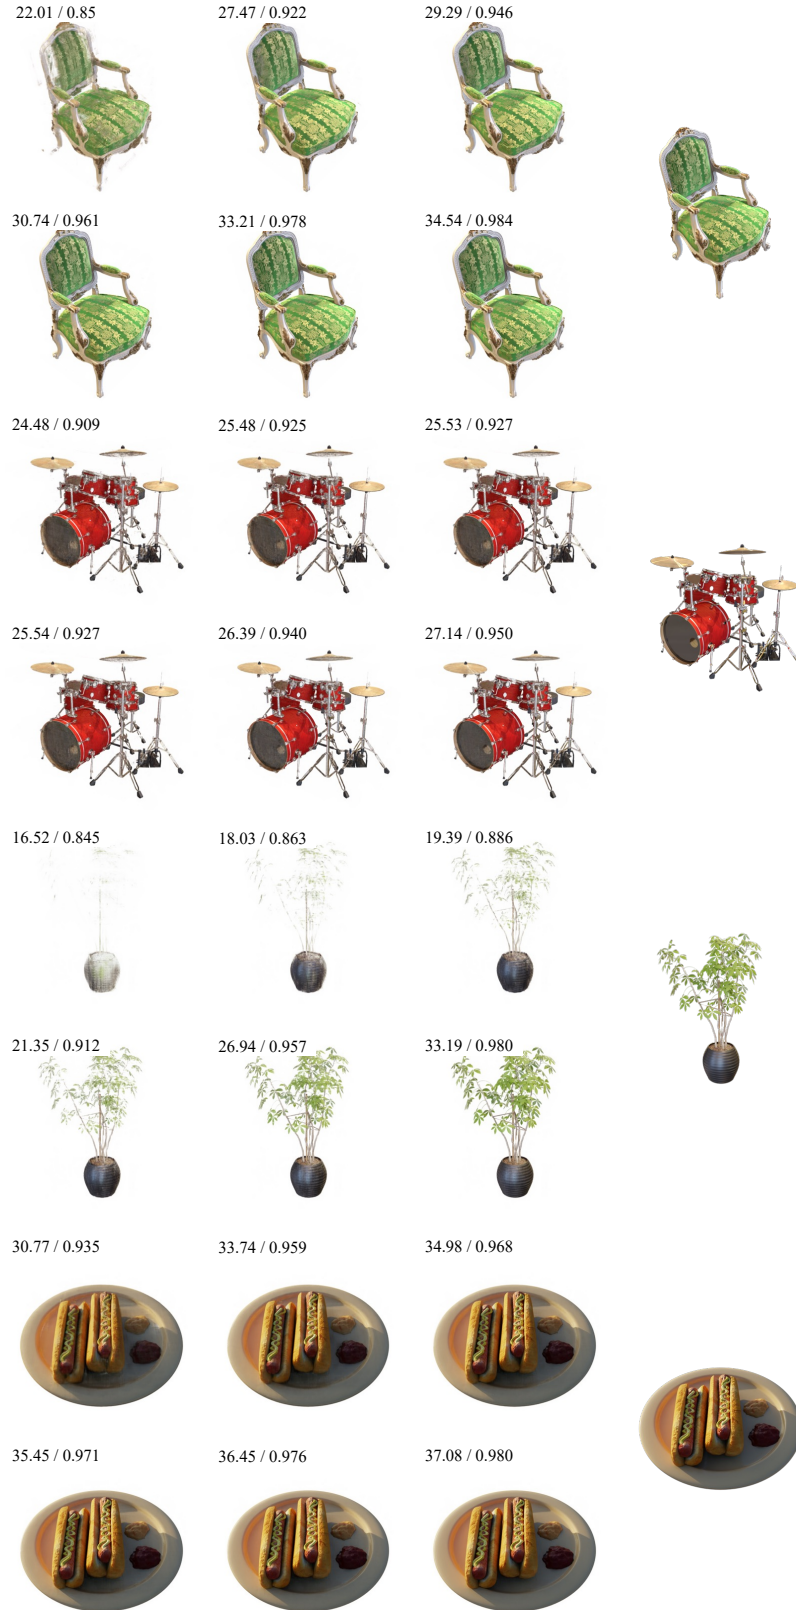 22.01 / 0.85 27.47 / 0.922 29.29 / 0.946
30.74 / 0.961 33.21 / 0.978 34.54 / 0.984
24.48 / 0.909 25.48 / 0.925 25.53 / 0.927
25.54 / 0.927 26.39 / 0.940 27.14 / 0.950
16.52 / 0.845 18.03 / 0.863 19.39 / 0.886
21.35 / 0.912 26.94 / 0.957 33.19 / 0.980
30.77 / 0.935 33.74 / 0.959 34.98 / 0.968
35.45 / 0.971 36.45 / 0.976 37.08 / 0.980